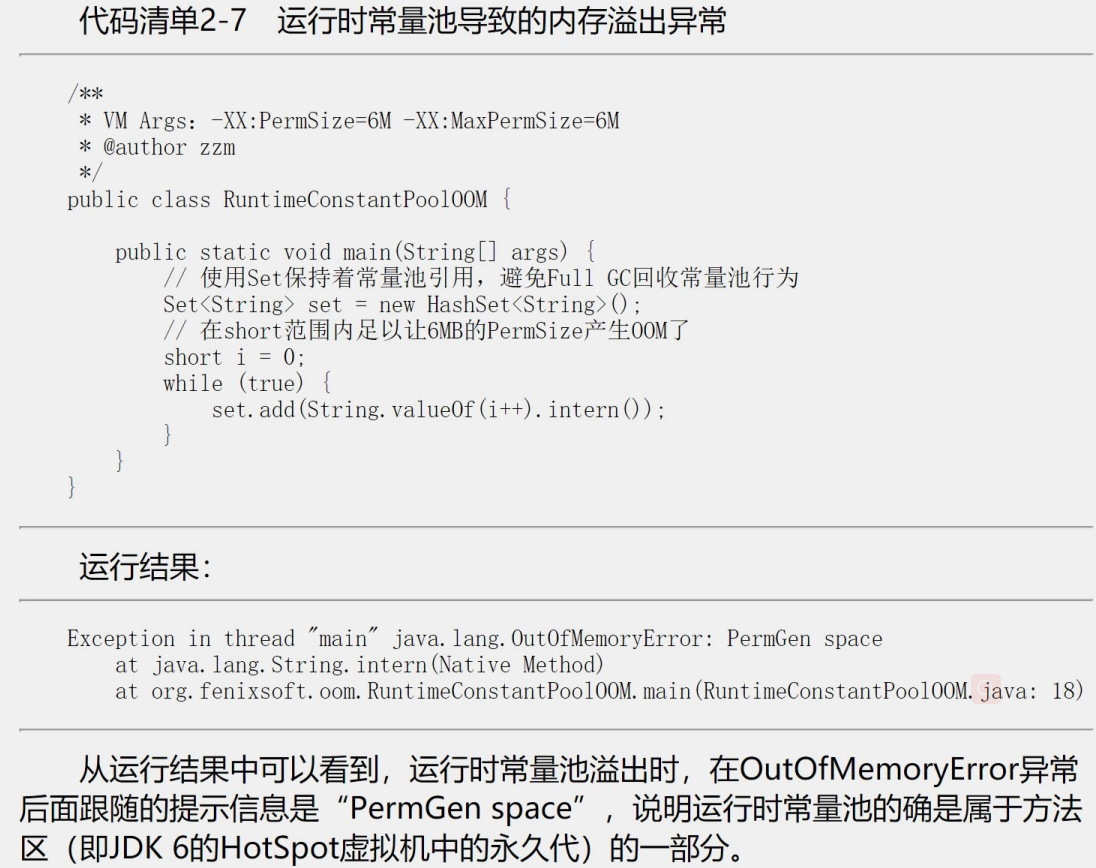 代码清单2-7　运行时常量池导致的内存溢出异常
/**
 * VM Args：-XX:PermSize=6M -XX:MaxPermSize=6M
 * @author zzm
 */
public class RuntimeConstantPoolOOM {
    public static void main(String[] args) {
        // 使用Set保持着常量池引用，避免Full GC回收常量池行为
        Set<String> set = new HashSet<String>();
        // 在short范围内足以让6MB的PermSize产生OOM了
        short i = 0;
        while (true) {
            set.add(String.valueOf(i++).intern());
        }
    }
}
运行结果：
Exception in thread "main" java.lang.OutOfMemoryError: PermGen space
    at java.lang.String.intern(Native Method)
    at org.fenixsoft.oom.RuntimeConstantPoolOOM.main(RuntimeConstantPoolOOM.java: 18)
从运行结果中可以看到，运行时常量池溢出时，在OutOfMemoryError异常
后面跟随的提示信息是“PermGen space”，说明运行时常量池的确是属于方法
区（即JDK 6的HotSpot虚拟机中的永久代）的一部分。